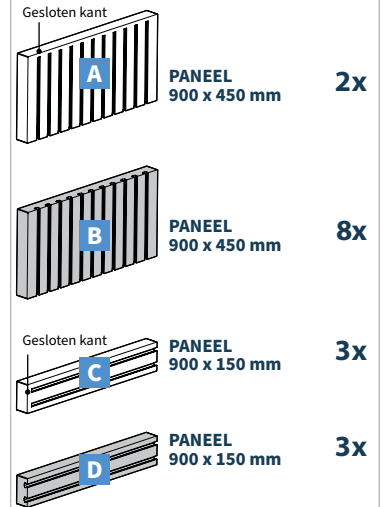 Gesloten kant
A
PANEEL
900 x 450 mm
2x
B
PANEEL
900 x 450 mm
8x
Gesloten kant
C
PANEEL
900 x 150 mm
3x
D
PANEEL
900 x 150 mm
3x